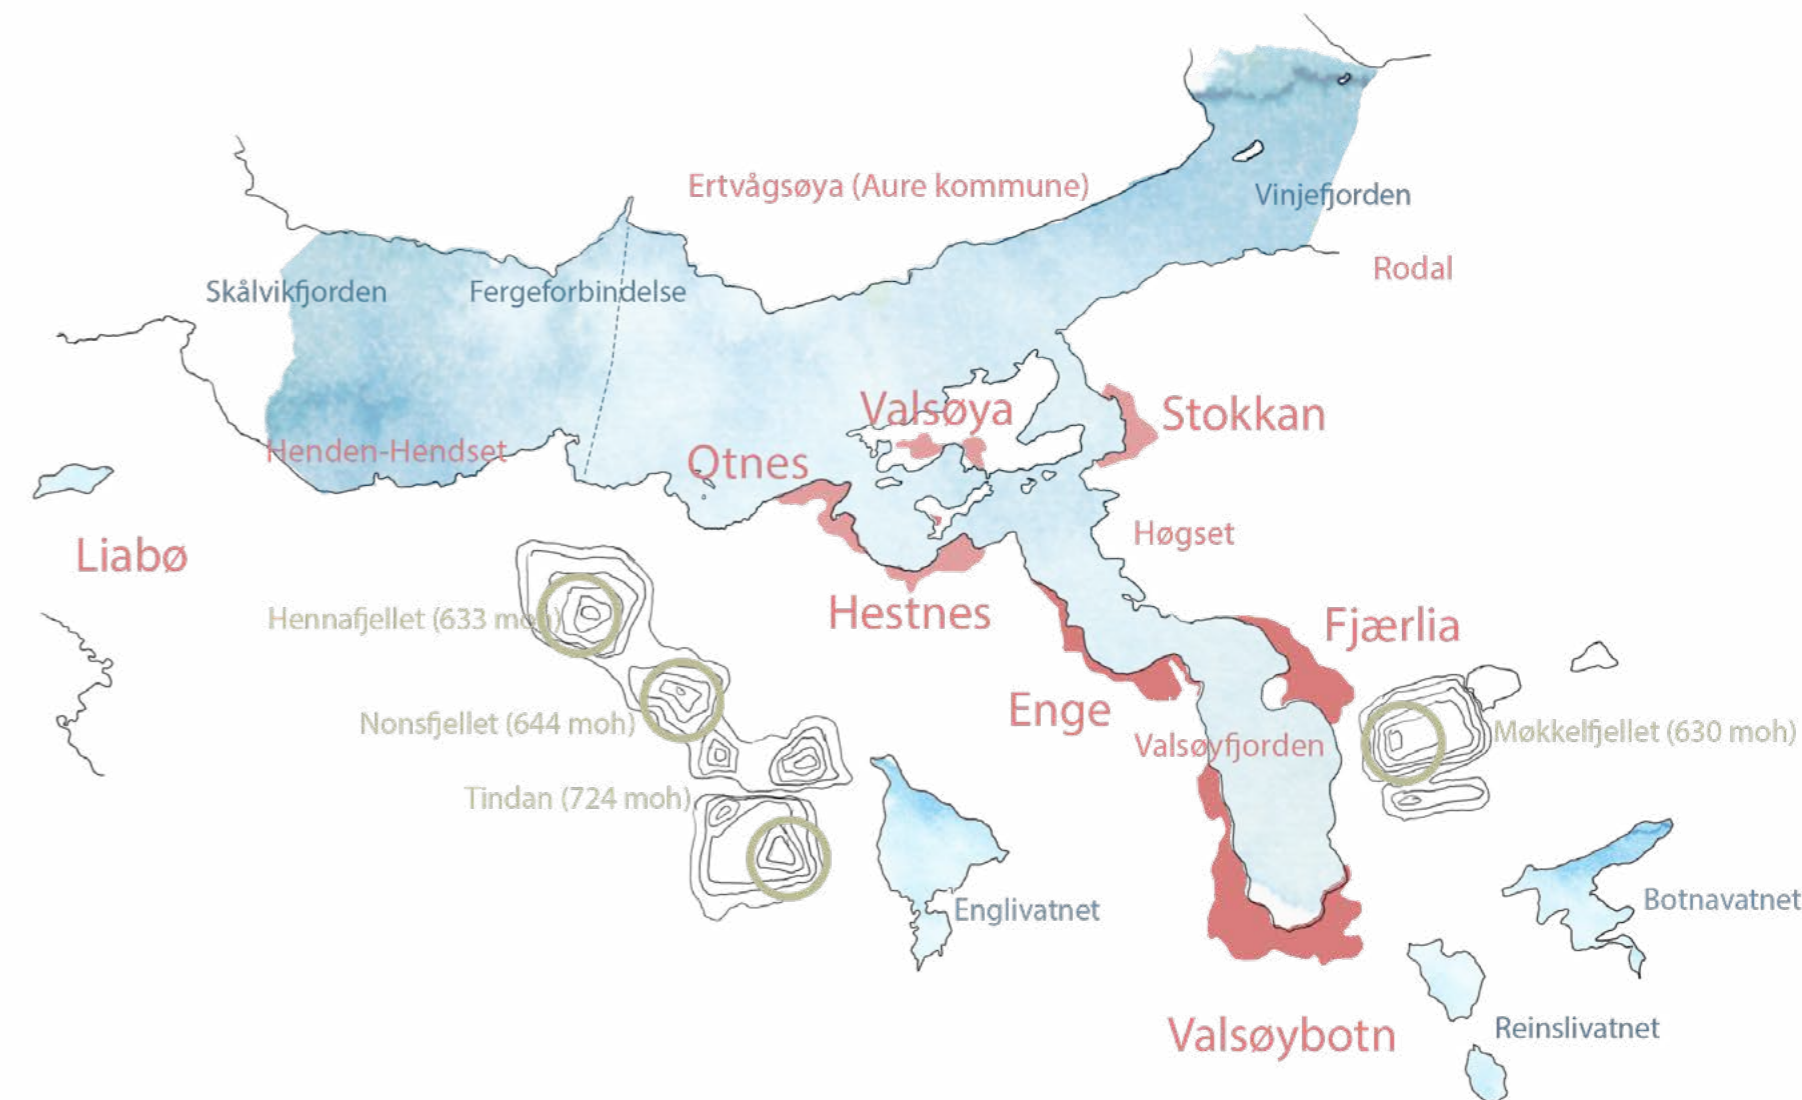 Ertvågsøya (Aure kommune)
Vinjefjorden
Rodal
Skålvikfjorden
Fergeforbindelse
Valsøya
Stokkan
Henden-Hendset
Otnes
Liabø
Høgset
Hennafjellet (633 moh)
Hestnes
Fjærlia
Enge
Nonsfjellet (644 moh)
Valsøyfjorden
Møkkelfjellet (630 moh)
Tindan (724 moh)
Englivatnet
Botnavatnet
Valsøybotn
Reinslivatnet